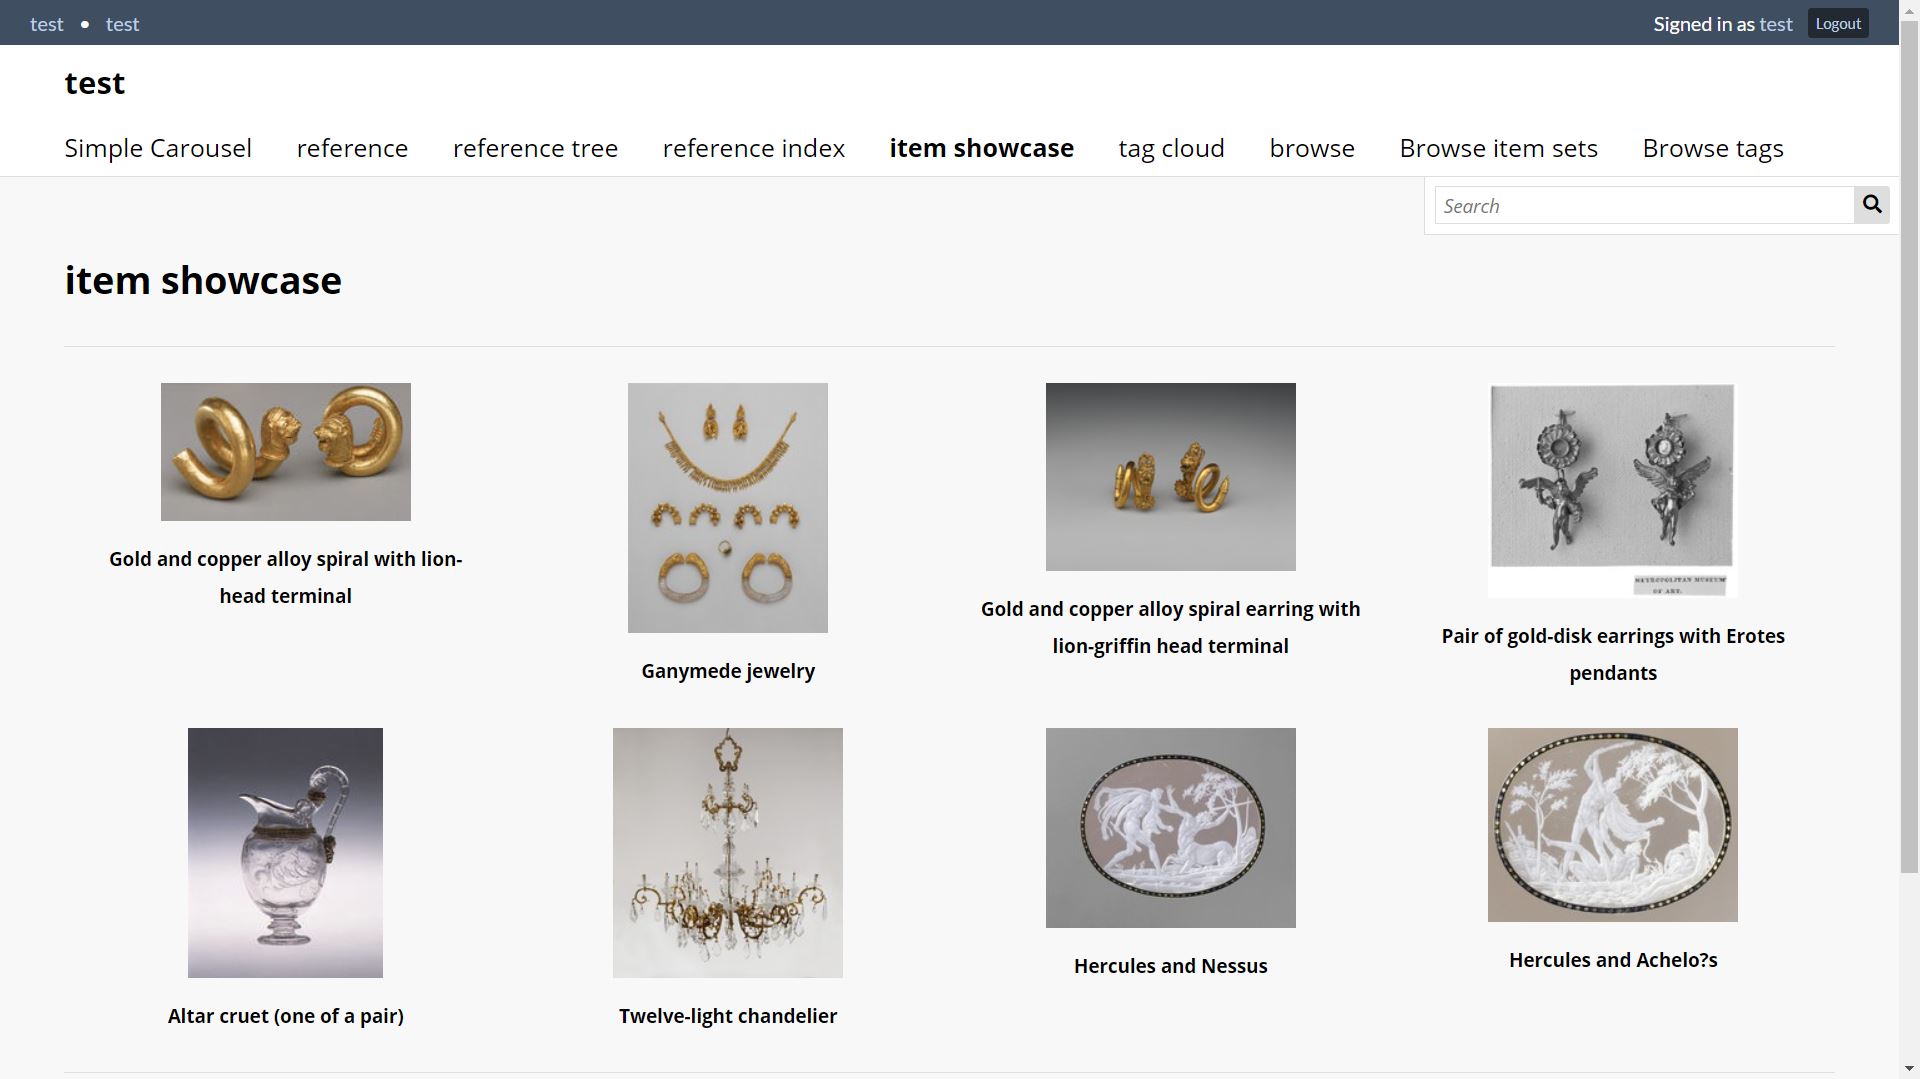 test • test
Signed in as test Logout
test
Simple Carousel reference reference tree reference index item showcase tag cloud browse Browse item sets Browse tags
Search
item showcase
METROPOLITAN MUSEUM
OF ART.
Gold and copper alloy spiral with lion-
head terminal
Ganymede jewelry
Gold and copper alloy spiral earring with
lion-griffin head terminal
Pair of gold-disk earrings with Erotes
pendants
Altar cruet (one of a pair)
Twelve-light chandelier
Hercules and Nessus
Hercules and Achelo?s